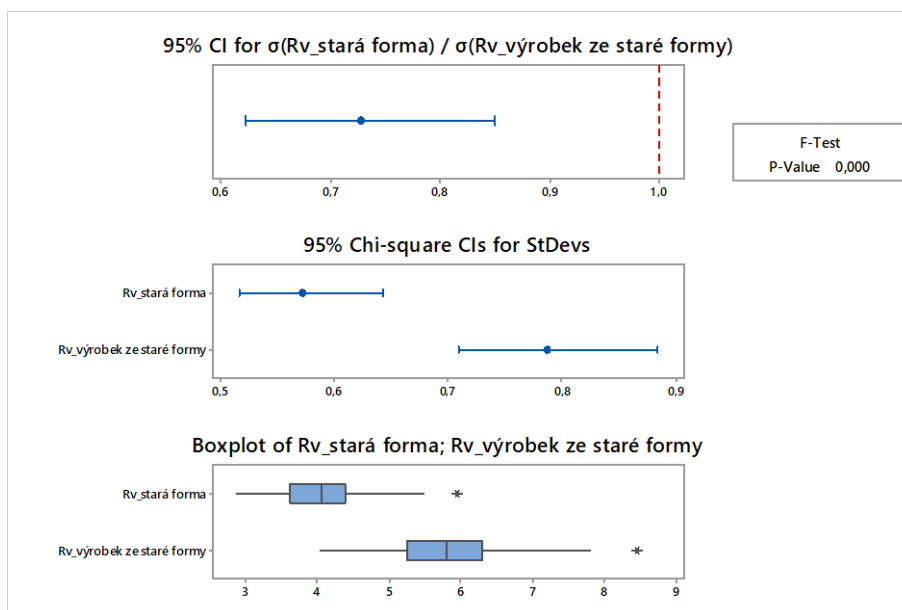 95% CI for σ(Rv_stará forma) / σ(Rv_výrobek ze staré formy)
0,6 0,7 0,8 0,9 1,0
F-Test
P-Value 0,000
95% Chi-square CIs for StDevs
Rv_stará forma
Rv_výrobek ze staré formy
0,5 0,6 0,7 0,8 0,9
Boxplot of Rv_stará forma; Rv_výrobek ze staré formy
Rv_stará forma
Rv_výrobek ze staré formy
3 4 5 6 7 8 9